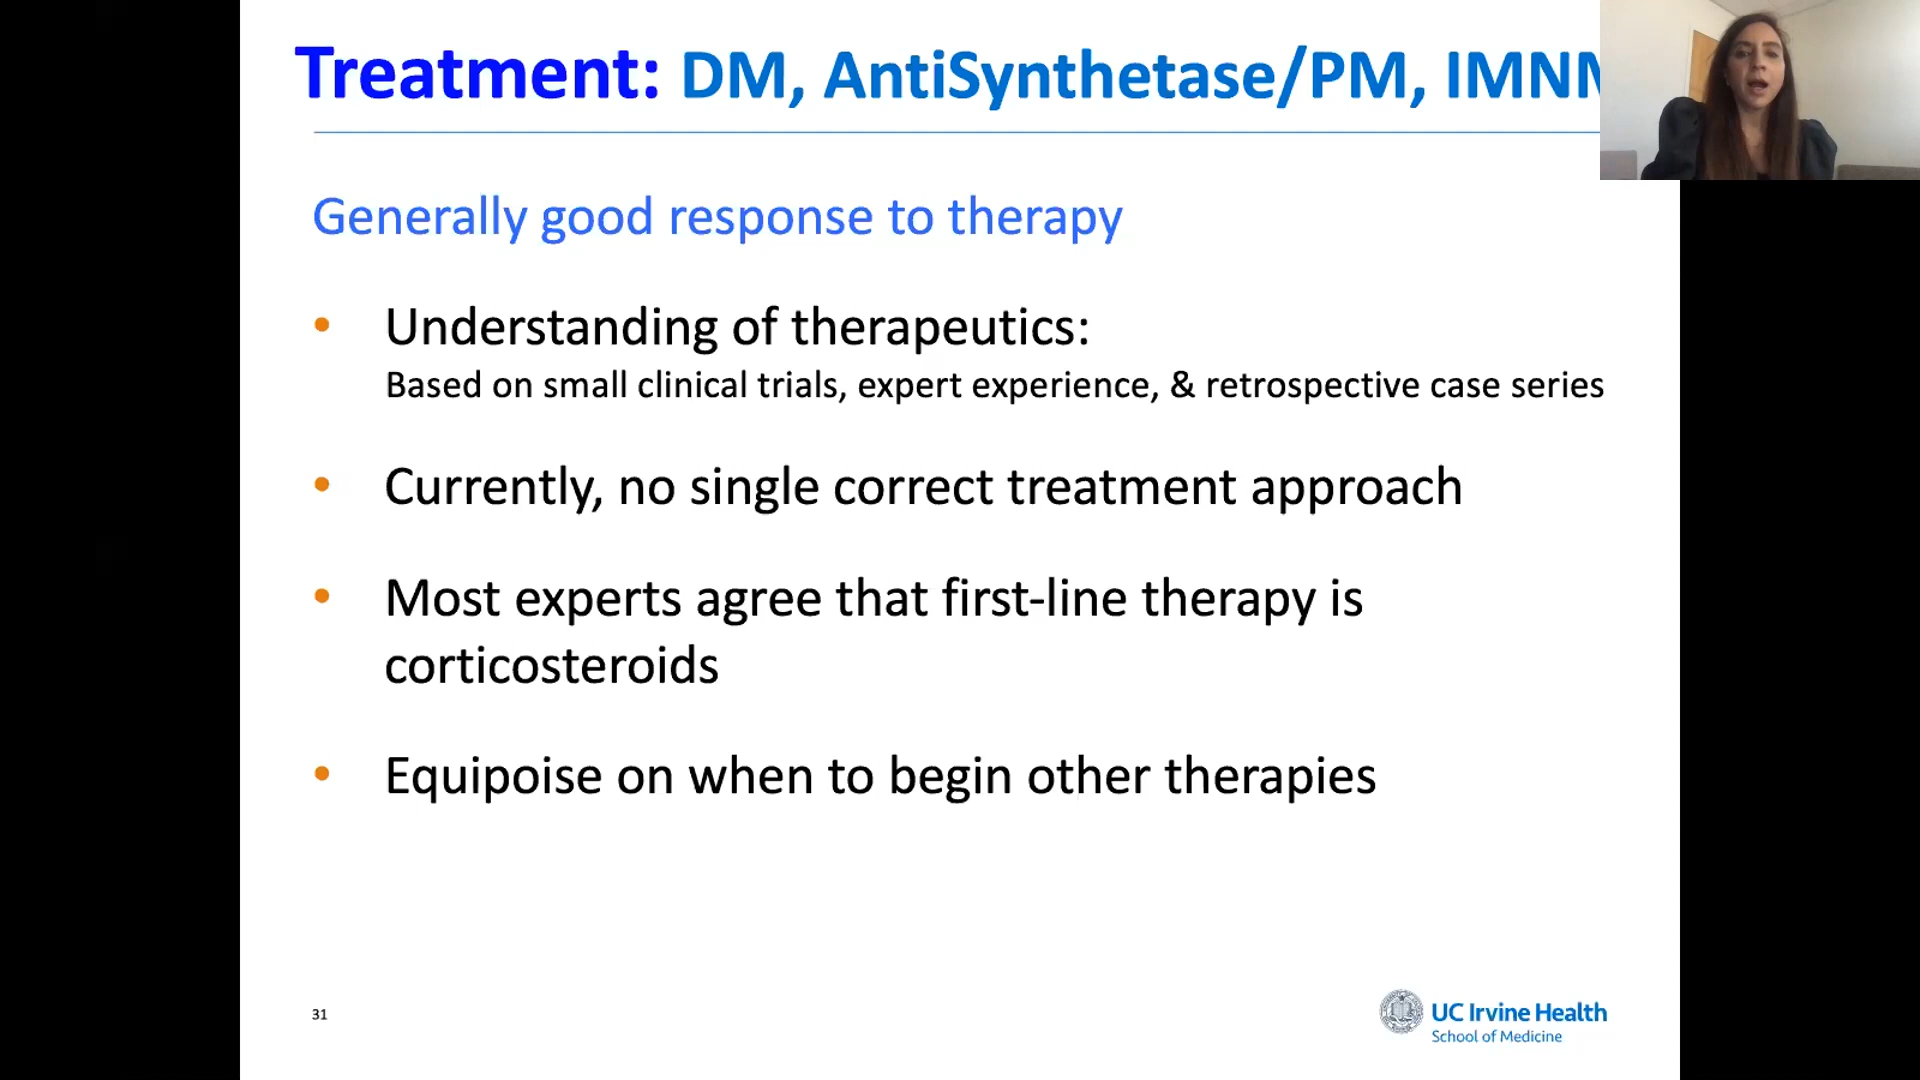 Treatment: DM, AntiSynthetase/PM, IMNM
Generally good response to therapy
• Understanding of therapeutics:
Based on small clinical trials, expert experience, & retrospective case series
• Currently, no single correct treatment approach
• Most experts agree that first-line therapy is
corticosteroids
• Equipoise on when to begin other therapies
31
UC Irvine Health
School of Medicine